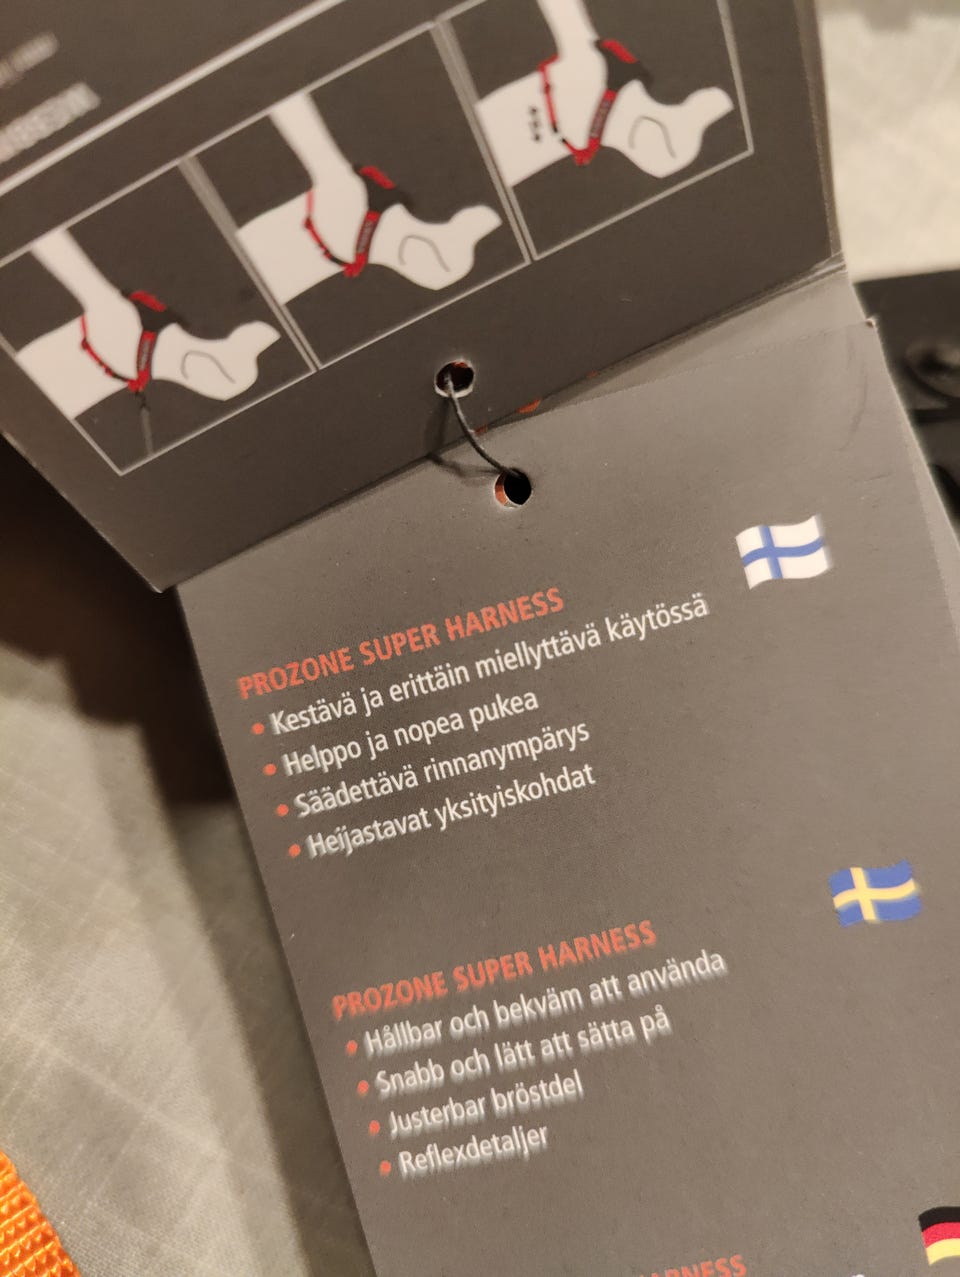 PROZONE SUPER HARNESS
• Kestävä ja erittäin miellyttävä käytössä
• Helppo ja nopea pukea
• Säädettävä rinnanympärys
• Heijastavat yksityiskohdat
PROZONE SUPER HARNESS
• Hållbar och bekväm att använda
• Snabb och lätt att sätta på
• Justerbar bröstdel
• Reflexdetaljer
HARNESS